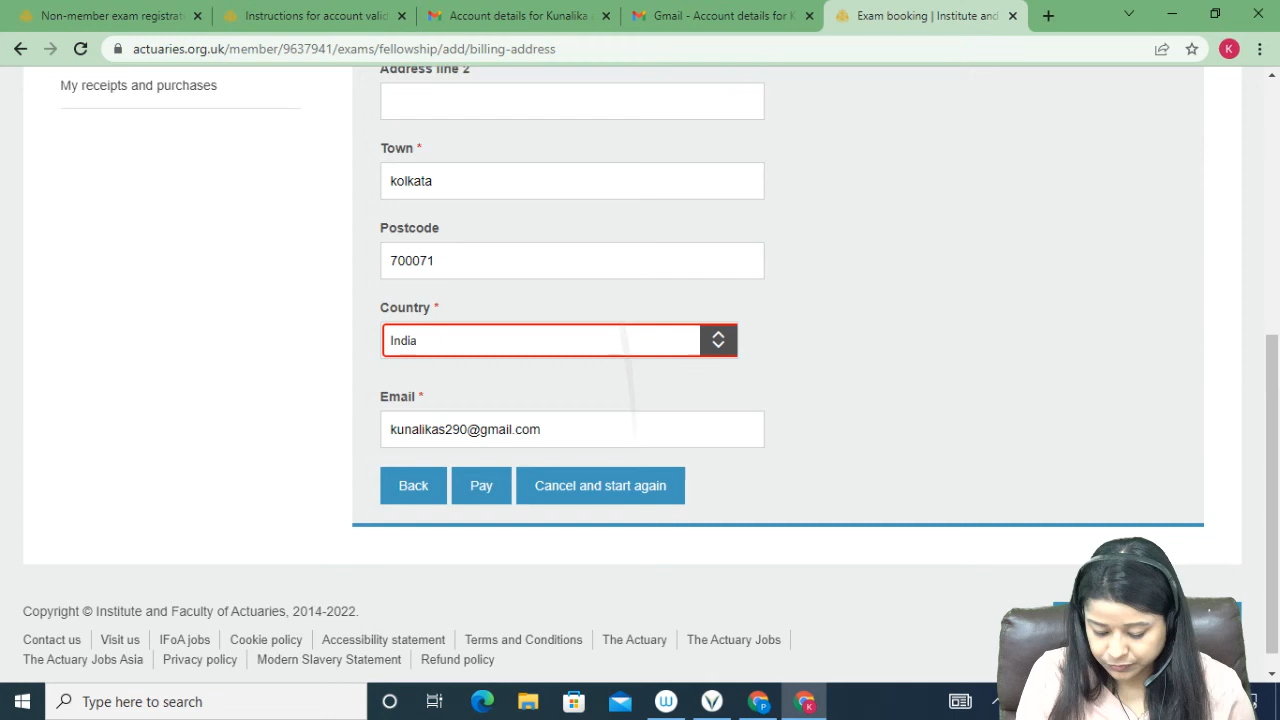 Non-member exam registrat
Instructions for account valid
Account details for Kunalika
Gmail - Account details for K
Exam booking | Institute and
actuaries.org.uk/member/9637941/exams/fellowship/add/billing-address
K
My receipts and purchases
Address line 2
Town *
kolkata
Postcode
700071
Country *
India
Email *
kunalikas290@gmail.com
Back
Pay
Cancel and start again
Copyright © Institute and Faculty of Actuaries, 2014-2022.
Contact us
Visit us
IFoA jobs
Cookie policy
Accessibility statement
Terms and Conditions
The Actuary
The Actuary Jobs
The Actuary Jobs Asia
Privacy policy
Modern Slavery Statement
Refund policy
Type here to search